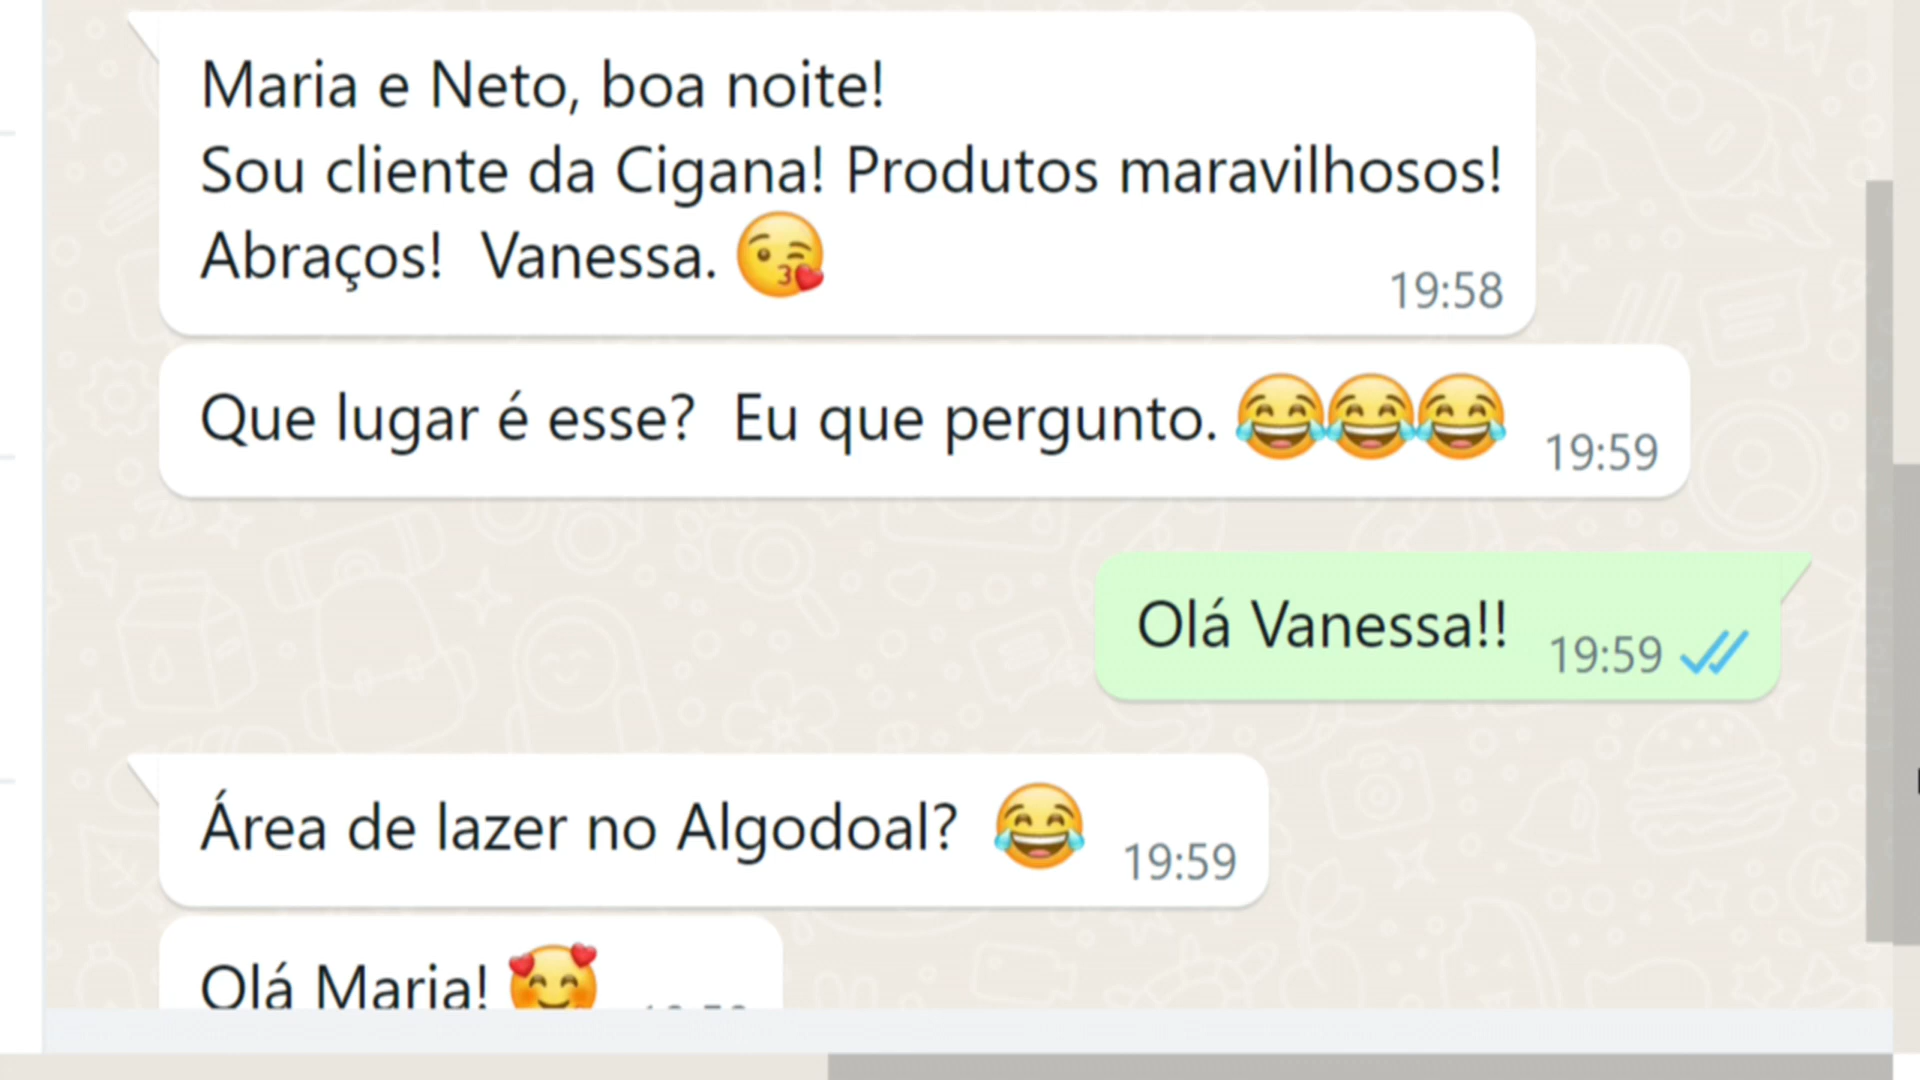 Maria e Neto, boa noite!
Sou cliente da Cigana! Produtos maravilhosos!
Abraços!  Vanessa. 😘
19:58
Que lugar é esse?  Eu que pergunto. 😂😂😂 19:59
Olá Vanessa!! 19:59
Área de lazer no Algodoal?  😂 19:59
Olá Maria! 🥰